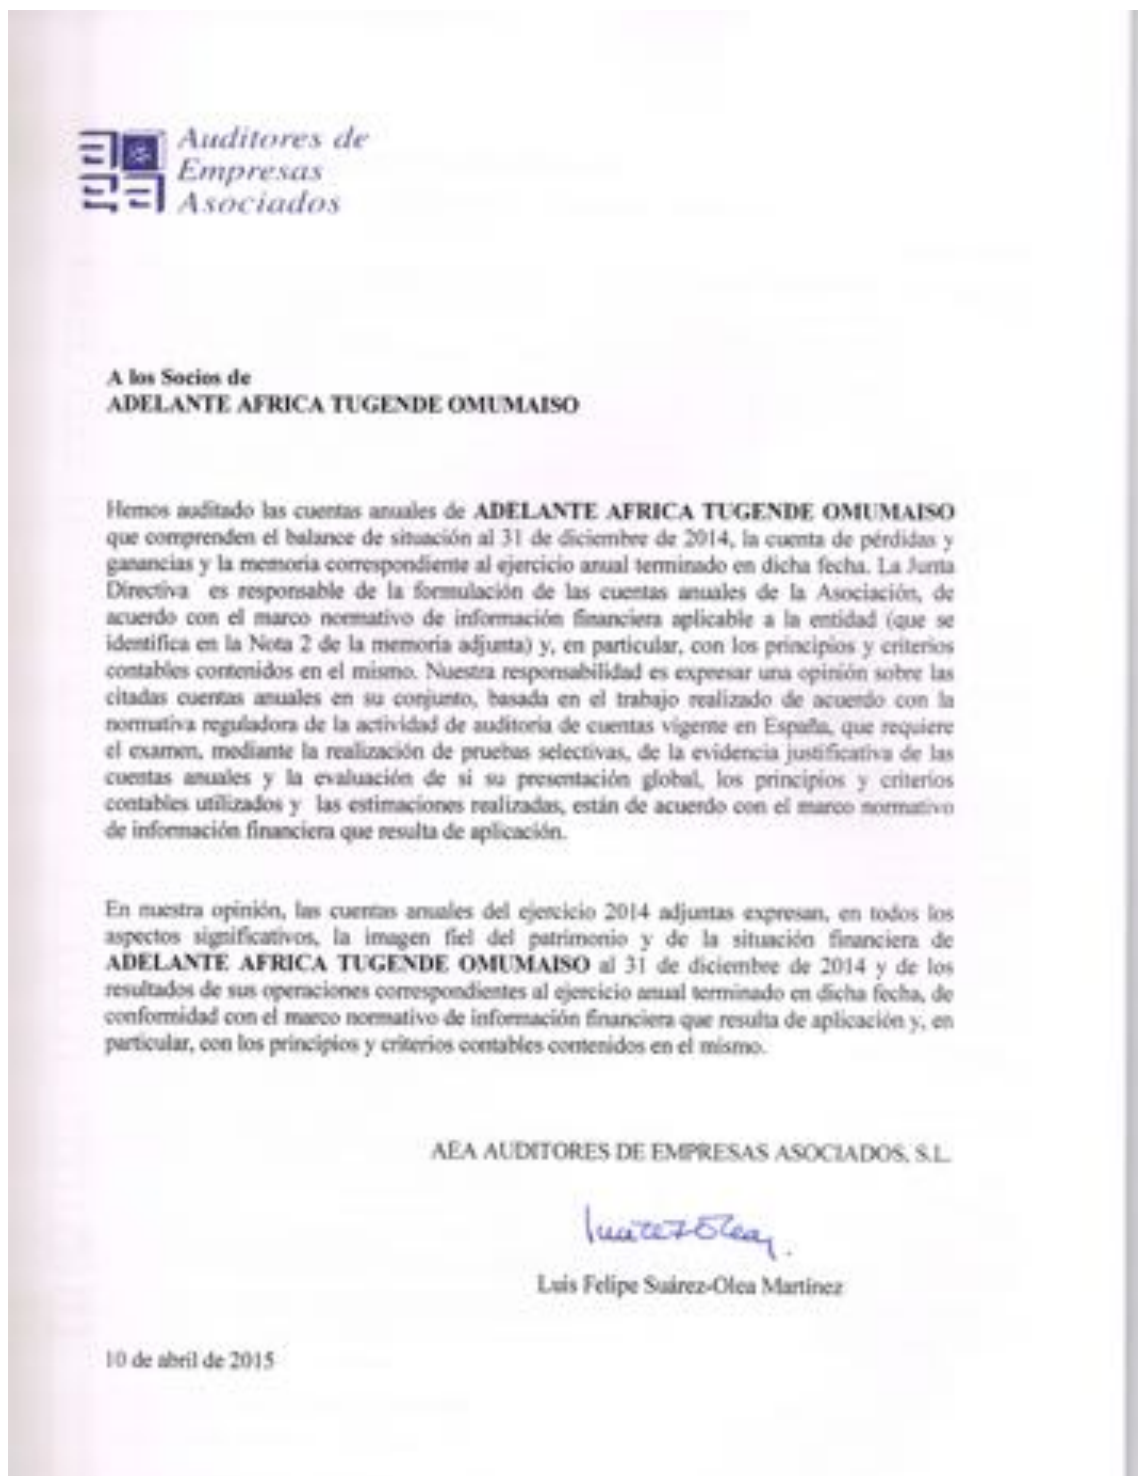 Auditores de
Empresas
Asociados
A los Socios de
ADELANTE AFRICA TUGENDE OMUMAISO
Hemos auditado las cuentas anuales de ADELANTE AFRICA TUGENDE OMUMAISO
que comprenden el balance de situación al 31 de diciembre de 2014, la cuenta de pérdidas y
ganancias y la memoria correspondiente al ejercicio anual terminado en dicha fecha. La Junta
Directiva es responsable de la formulación de las cuentas anuales de la Asociación, de
acuerdo con el marco normativo de información financiera aplicable a la entidad (que se
identifica en la Nota 2 de la memoria adjunta) y, en particular, con los principios y criterios
contables contenidos en el mismo. Nuestra responsabilidad es expresar una opinión sobre las
citadas cuentas anuales en su conjunto, basada en el trabajo realizado de acuerdo con la
normativa reguladora de la actividad de auditoría de cuentas vigente en España, que requiere
el examen, mediante la realización de pruebas selectivas, de la evidencia justificativa de las
cuentas anuales y la evaluación de si su presentación global, los principios y criterios
contables utilizados y las estimaciones realizadas, están de acuerdo con el marco normativo
de información financiera que resulta de aplicación.
En nuestra opinión, las cuentas anuales del ejercicio 2014 adjuntas expresan, en todos los
aspectos significativos, la imagen fiel del patrimonio y de la situación financiera de
ADELANTE AFRICA TUGENDE OMUMAISO al 31 de diciembre de 2014 y de los
resultados de sus operaciones correspondientes al ejercicio anual terminado en dicha fecha, de
conformidad con el marco normativo de información financiera que resulta de aplicación y, en
particular, con los principios y criterios contables contenidos en el mismo.
AEA AUDITORES DE EMPRESAS ASOCIADOS, S.L.
Luis Felipe Suárez-Olea Martínez
10 de abril de 2015